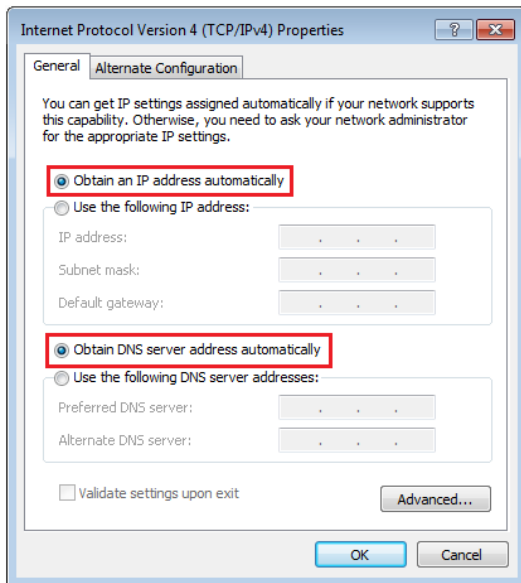 Internet Protocol Version 4 (TCP/IPv4) Properties
General
Alternate Configuration
You can get IP settings assigned automatically if your network supports
this capability. Otherwise, you need to ask your network administrator
for the appropriate IP settings.
Obtain an IP address automatically
Use the following IP address:
IP address:
Subnet mask:
Default gateway:
Obtain DNS server address automatically
Use the following DNS server addresses:
Preferred DNS server:
Alternate DNS server:
Validate settings upon exit
Advanced...
OK
Cancel